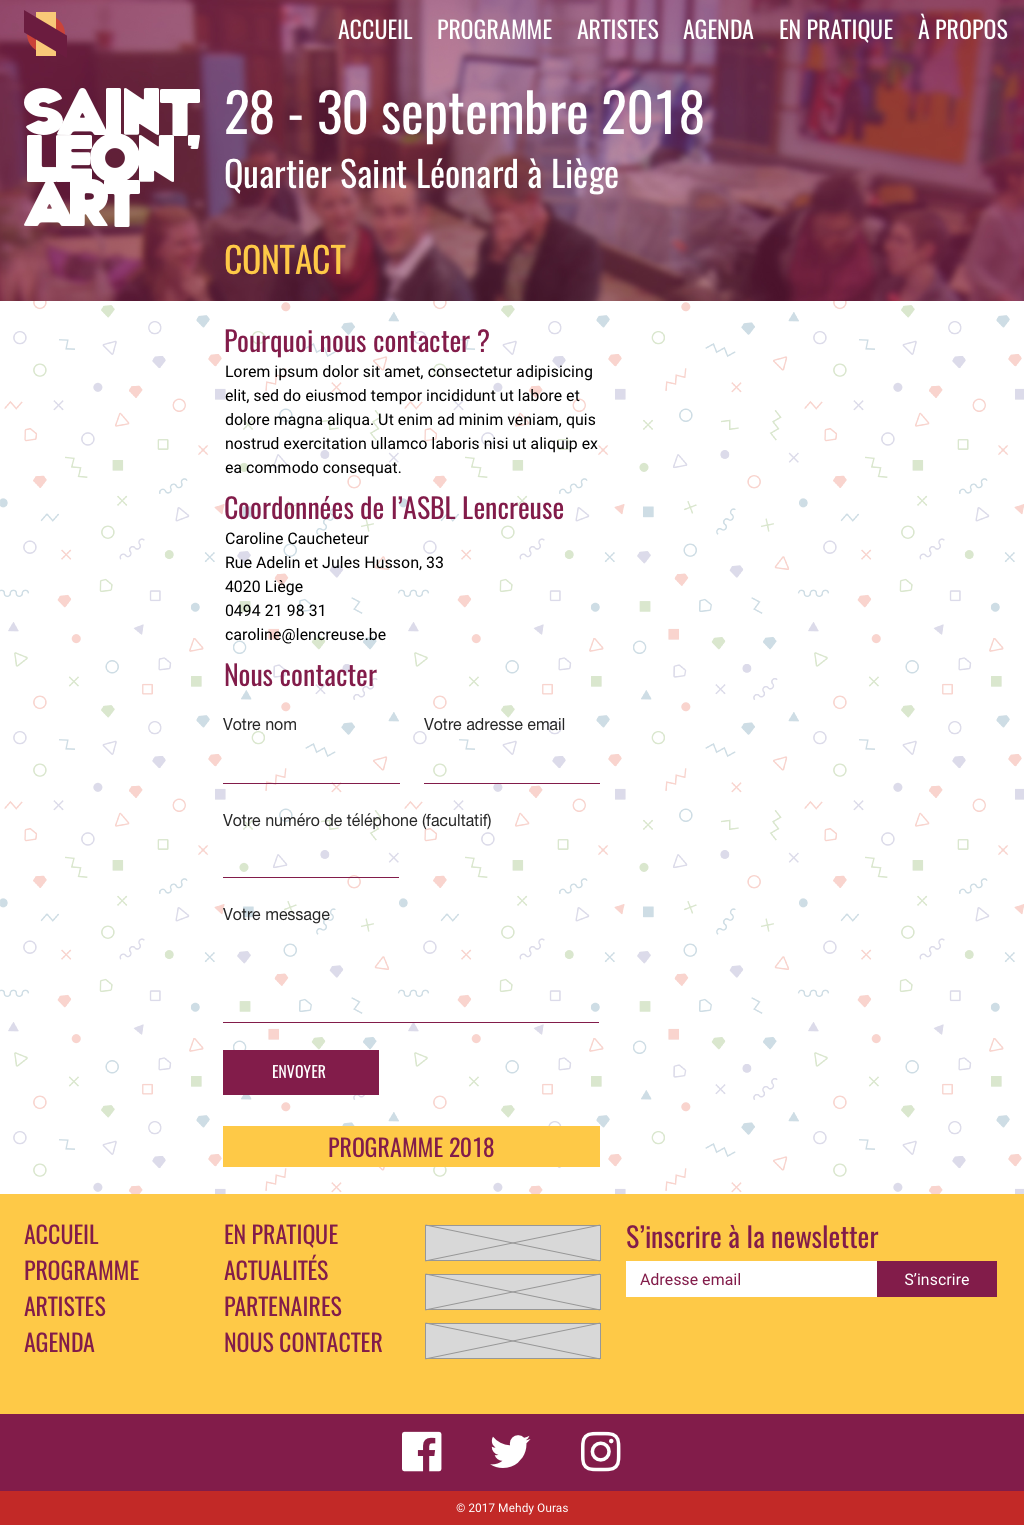 ACCUEIL PROGRAMME ARTISTES AGENDA EN PRATIQUE À PROPOS
SAINT
LÉON'
ART
28 - 30 septembre 2018
Quartier Saint Léonard à Liège
CONTACT
Pourquoi nous contacter ?
Lorem ipsum dolor sit amet, consectetur adipisicing
elit, sed do eiusmod tempor incididunt ut labore et
dolore magna aliqua. Ut enim ad minim veniam, quis
nostrud exercitation ullamco laboris nisi ut aliquip ex
ea commodo consequat.
Coordonnées de l’ASBL Lencreuse
Caroline Caucheteur
Rue Adelin et Jules Husson, 33
4020 Liège
0494 21 98 31
caroline@lencreuse.be
Nous contacter
Votre nom
Votre adresse email
Votre numéro de téléphone (facultatif)
Votre message
ENVOYER
PROGRAMME 2018
ACCUEIL
PROGRAMME
ARTISTES
AGENDA
EN PRATIQUE
ACTUALITÉS
PARTENAIRES
NOUS CONTACTER
S’inscrire à la newsletter
Adresse email
S’inscrire
© 2017 Mehdy Ouras